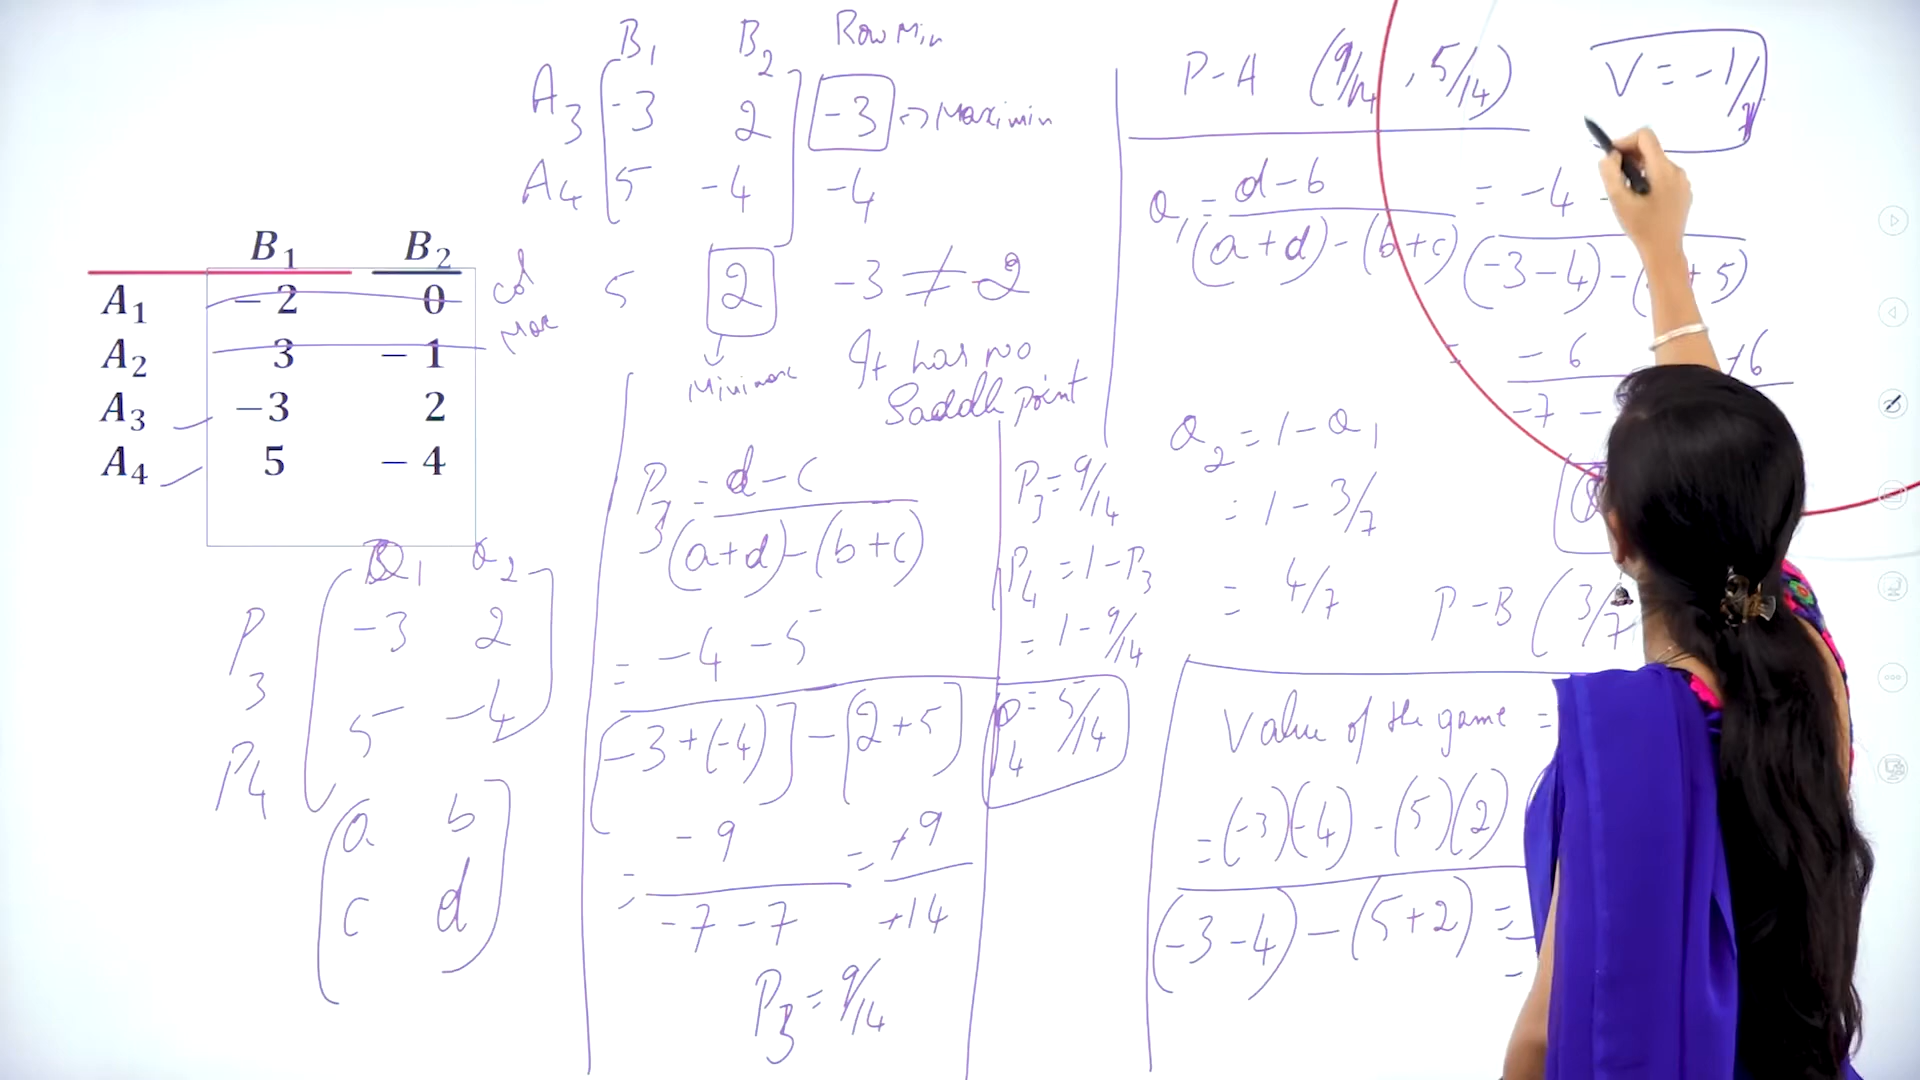 B1 B2
A1 -2 0
A2 3 -1
A3 -3 2
A4 5 -4
B1 B2 Row Min
A3 -3 2 -3 → Maximin
A4 5 -4 -4
col Max 5 2 -3 ≠ 2
Minimax
It has no
Saddle point
Q1 Q2
P3 -3 2
P4 5 -4
a b
c d
P3 = d-c
(a+d)-(b+c)
= -4 -5
[-3+(-4)] - [2+5]
= -9 = +9
-7 -7 +14
P3 = 9/14
P3 = 9/14
P4 = 1-P3
= 1 - 9/14
P4 = 5/14
P-A (9/14, 5/14) V = -1/7
Q1 = d-b = -4 -
(a+d)-(b+c) (-3-4)-( + 5)
= -6 +6
-7 -
Q2 = 1-Q1
= 1 - 3/7
= 4/7 P-B (3/7
Value of the game =
= (-3)(-4) - (5)(2)
(-3-4) - (5+2) =
=